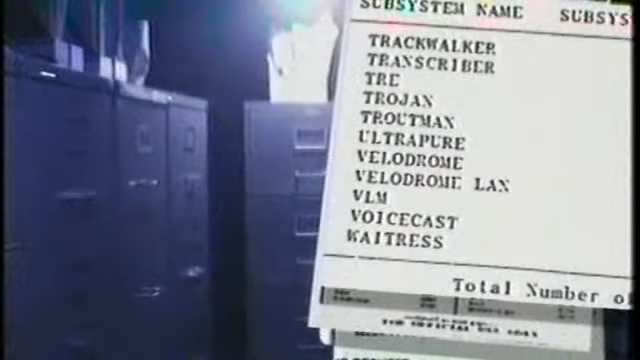 SUBSYSTEM NAME SUBSYS
TRACKWALKER
TRANSCRIBER
TRE
TROJAN
TROUTMAN
ULTRAPURE
VELODROME
VELODROME LAN
VLM
VOICECAST
WAITRESS
Total Number of